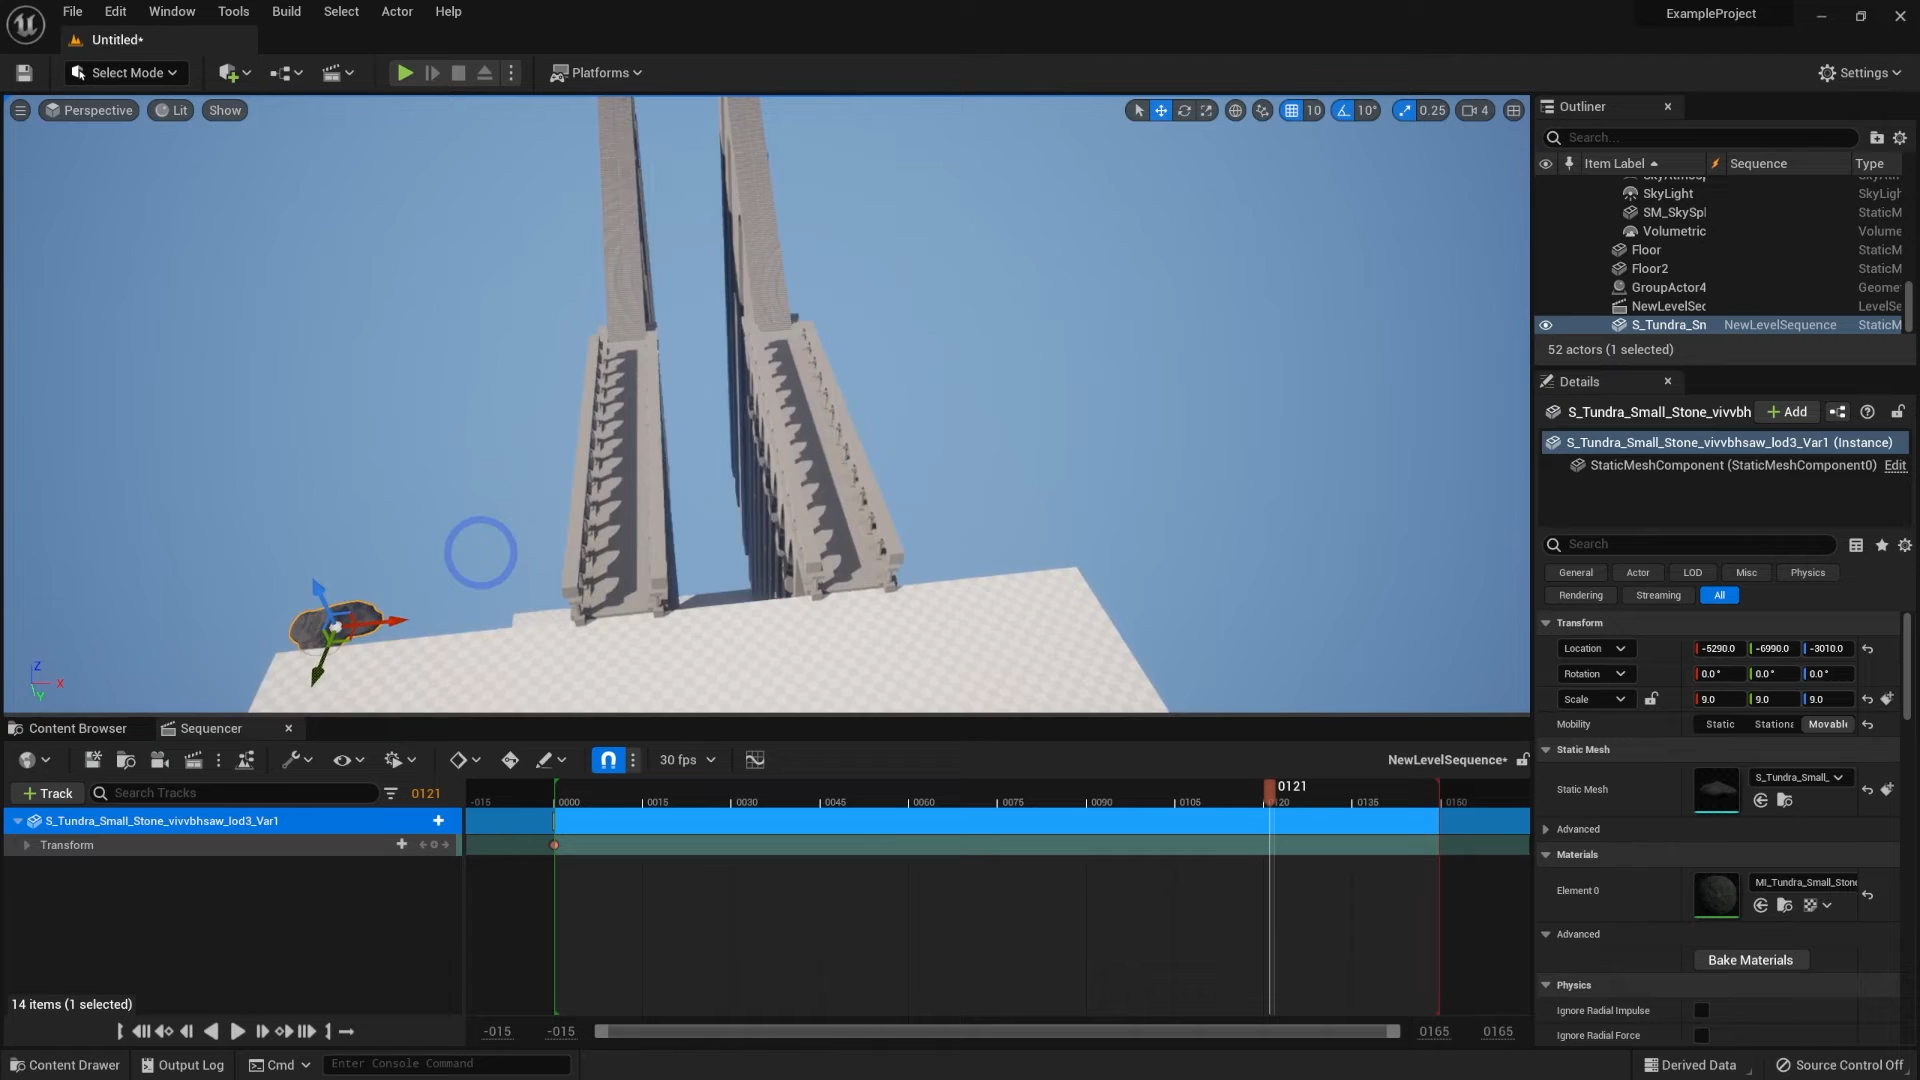 File Edit Window Tools Build Select Actor Help
ExampleProject
Untitled*
Select Mode
Platforms
Settings
Perspective Lit Show
10 10° 0.25 4
Outliner
Search...
Item Label Sequence Type
SkyLight SkyLigh
SM_SkySpl StaticM
Volumetric Volume
Floor StaticM
Floor2 StaticM
GroupActor4 Geome
NewLevelSec LevelSe
S_Tundra_Sn NewLevelSequence StaticM
52 actors (1 selected)
Details
S_Tundra_Small_Stone_vivvbh Add
S_Tundra_Small_Stone_vivvbhsaw_lod3_Var1 (Instance)
StaticMeshComponent (StaticMeshComponent0) Edit
Search
General Actor LOD Misc Physics
Rendering Streaming All
Transform
Location -5290.0 -6990.0 -3010.0
Rotation 0.0° 0.0° 0.0°
Scale 9.0 9.0 9.0
Mobility Static Stationa Movable
Static Mesh
Static Mesh S_Tundra_Small_
Advanced
Materials
Element 0 MI_Tundra_Small_Stone
Advanced
Bake Materials
Physics
Ignore Radial Impulse
Ignore Radial Force
Z X Y
Content Browser Sequencer
30 fps
NewLevelSequence*
Track Search Tracks 0121
-015 0000 0015 0030 0045 0060 0075 0090 0105 0120 0135 0150
0121
S_Tundra_Small_Stone_vivvbhsaw_lod3_Var1
Transform
14 items (1 selected)
-015 -015 0165 0165
Content Drawer Output Log Cmd Enter Console Command
Derived Data Source Control Off